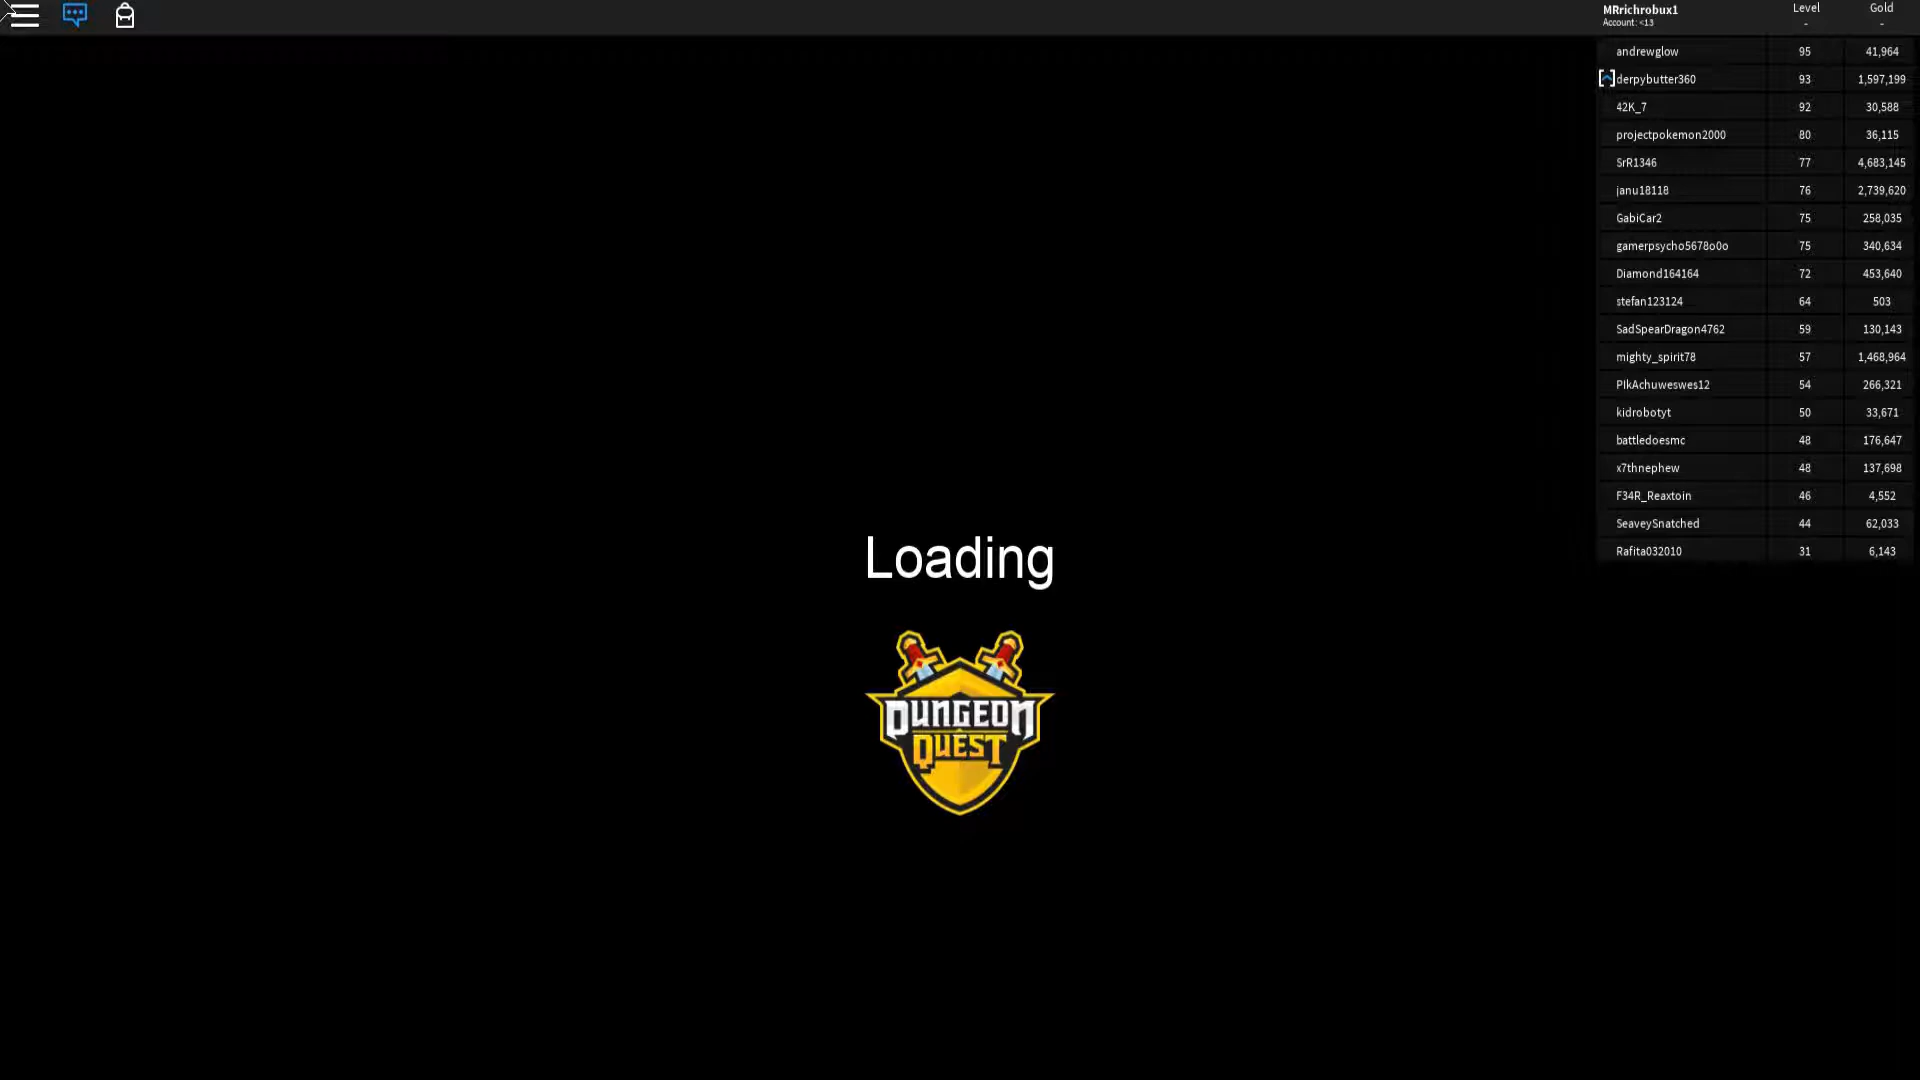 MRrichrobux1 Level Gold
Account: <13 - -
andrewglow 95 41,964
derpybutter360 93 1,597,199
42K_7 92 30,588
projectpokemon2000 80 36,115
SrR1346 77 4,683,145
janu18118 76 2,739,620
GabiCar2 75 258,035
gamerpsycho5678o0o 75 340,634
Diamond164164 72 453,640
stefan123124 64 503
SadSpearDragon4762 59 130,143
mighty_spirit78 57 1,468,964
PIkAchuweswes12 54 266,321
kidrobotyt 50 33,671
battledoesmc 48 176,647
x7thnephew 48 137,698
F34R_Reaxtoin 46 4,552
SeaveySnatched 44 62,033
Rafita032010 31 6,143
Loading
DUNGEON
QUEST